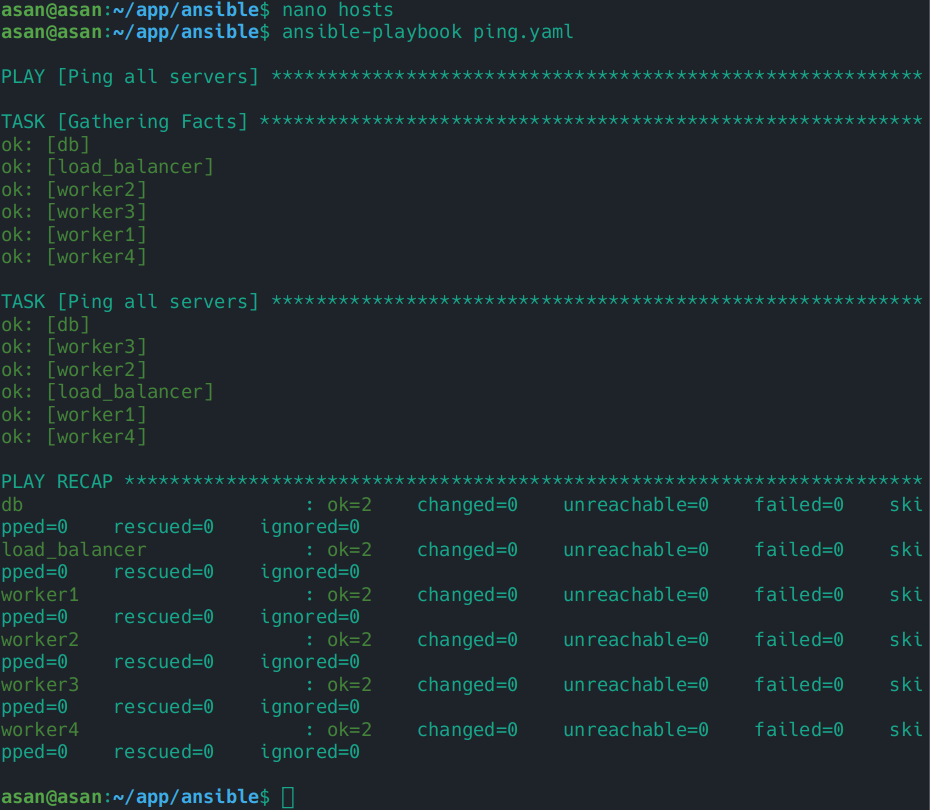 asan@asan:~/app/ansible$ nano hosts
asan@asan:~/app/ansible$ ansible-playbook ping.yaml
PLAY [Ping all servers] **********************************************************
TASK [Gathering Facts] ***********************************************************
ok: [db]
ok: [load_balancer]
ok: [worker2]
ok: [worker3]
ok: [worker1]
ok: [worker4]
TASK [Ping all servers] **********************************************************
ok: [db]
ok: [worker3]
ok: [worker2]
ok: [load_balancer]
ok: [worker1]
ok: [worker4]
PLAY RECAP ***********************************************************************
db                         : ok=2    changed=0    unreachable=0    failed=0    ski
pped=0    rescued=0    ignored=0
load_balancer              : ok=2    changed=0    unreachable=0    failed=0    ski
pped=0    rescued=0    ignored=0
worker1                    : ok=2    changed=0    unreachable=0    failed=0    ski
pped=0    rescued=0    ignored=0
worker2                    : ok=2    changed=0    unreachable=0    failed=0    ski
pped=0    rescued=0    ignored=0
worker3                    : ok=2    changed=0    unreachable=0    failed=0    ski
pped=0    rescued=0    ignored=0
worker4                    : ok=2    changed=0    unreachable=0    failed=0    ski
pped=0    rescued=0    ignored=0
asan@asan:~/app/ansible$